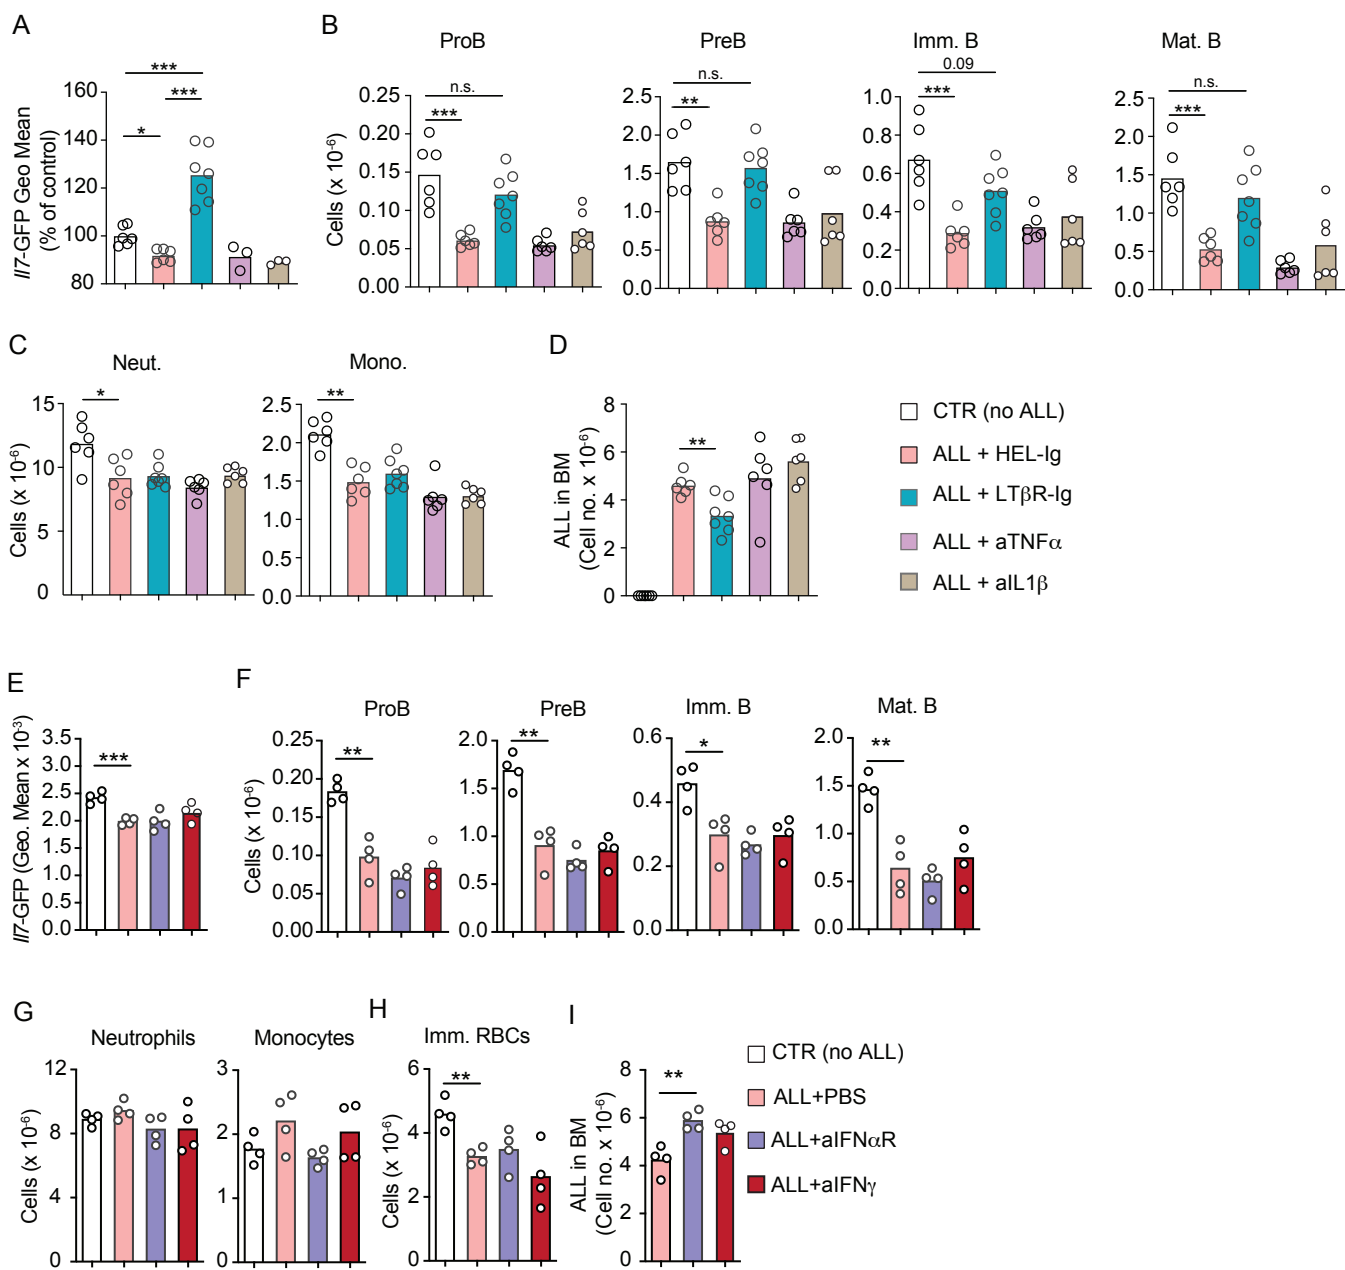 A
Il7-GFP Geo Mean
(% of control)
160
140
120
100
80
***
***
*
B
ProB
Cells (x 10-6)
0.25
0.20
0.15
0.10
0.05
0.00
n.s.
***
PreB
2.5
2.0
1.5
1.0
0.5
0.0
n.s.
**
Imm. B
1.0
0.8
0.6
0.4
0.2
0.0
0.09
***
Mat. B
2.5
2.0
1.5
1.0
0.5
0.0
n.s.
***
C
Neut.
Cells (x 10-6)
15
10
5
0
*
Mono.
2.5
2.0
1.5
1.0
0.5
0.0
**
D
ALL in BM
(Cell no. x 10-6)
8
6
4
2
0
**
CTR (no ALL)
ALL + HEL-Ig
ALL + LTβR-Ig
ALL + aTNFα
ALL + aIL1β
E
Il7-GFP (Geo. Mean x 10-3)
3.5
3.0
2.5
2.0
1.5
1.0
0.5
0.0
***
F
ProB
Cells (x 10-6)
0.25
0.20
0.15
0.10
0.05
0.00
**
PreB
2.0
1.5
1.0
0.5
0.0
**
Imm. B
0.6
0.4
0.2
0.0
*
Mat. B
2.0
1.5
1.0
0.5
0.0
**
G
Neutrophils
Cells (x 10-6)
12
9
6
3
0
Monocytes
3
2
1
0
H
Imm. RBCs
Cells (x 10-6)
6
4
2
0
**
I
ALL in BM
(Cell no. x 10-6)
8
6
4
2
0
**
CTR (no ALL)
ALL+PBS
ALL+aIFNαR
ALL+aIFNγ